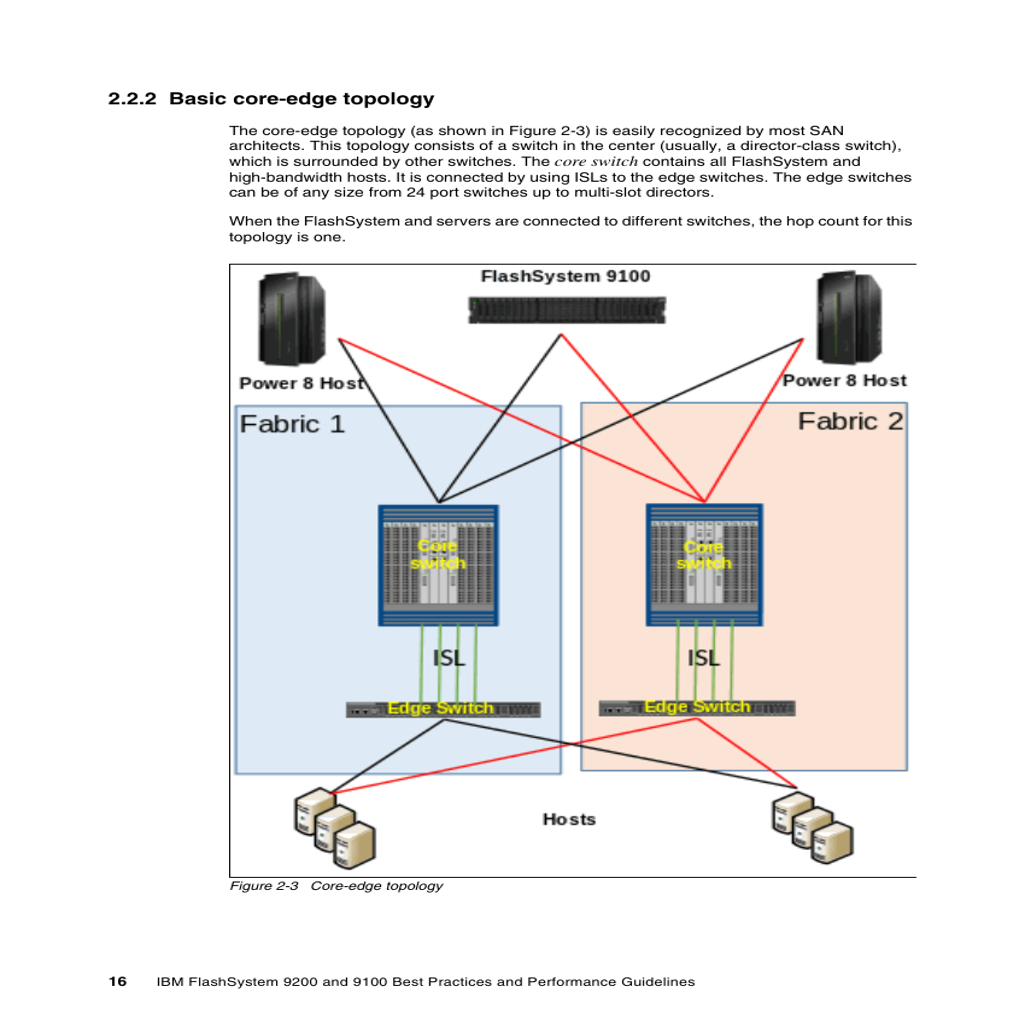 2.2.2 Basic core-edge topology
The core-edge topology (as shown in Figure 2-3) is easily recognized by most SAN
architects. This topology consists of a switch in the center (usually, a director-class switch),
which is surrounded by other switches. The core switch contains all FlashSystem and
high-bandwidth hosts. It is connected by using ISLs to the edge switches. The edge switches
can be of any size from 24 port switches up to multi-slot directors.
When the FlashSystem and servers are connected to different switches, the hop count for this
topology is one.
FlashSystem 9100
Power 8 Host
Power 8 Host
Fabric 1
Fabric 2
Core
switch
Core
switch
ISL
ISL
Edge Switch
Edge Switch
Hosts
Figure 2-3 Core-edge topology
16 IBM FlashSystem 9200 and 9100 Best Practices and Performance Guidelines